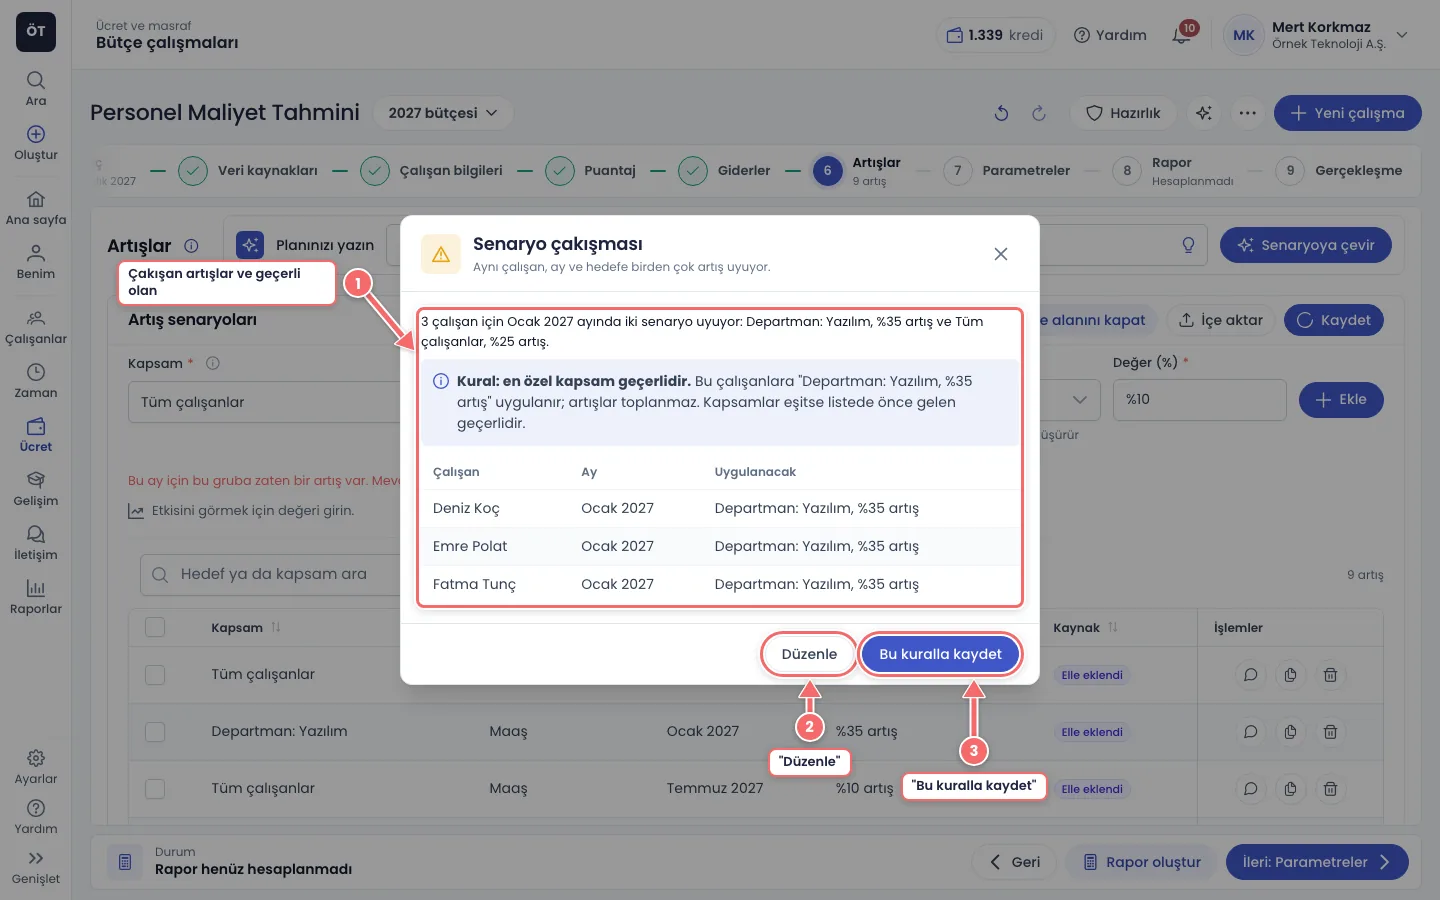 ÖT
Ücret ve masraf
Bütçe çalışmaları
1.339 kredi
Yardım
10
MK
Mert Korkmaz
Örnek Teknoloji A.Ş.
Ara
Oluştur
Ana sayfa
Benim
Çalışanlar
Zaman
Ücret
Gelişim
İletişim
Raporlar
Ayarlar
Yardım
Genişlet
Personel Maliyet Tahmini
2027 bütçesi
Hazırlık
Yeni çalışma
2027
Veri kaynakları
Çalışan bilgileri
Puantaj
Giderler
6
Artışlar
9 artış
7
Parametreler
8
Rapor
Hesaplanmadı
9
Gerçekleşme
Artışlar
Planınızı yazın
Senaryoya çevir
Çakışan artışlar ve geçerli
olan
1
Artış senaryoları
e alanını kapat
İçe aktar
Kaydet
Kapsam *
Tüm çalışanlar
Değer (%) *
%10
Ekle
üşürür
Bu ay için bu gruba zaten bir artış var. Mev
Etkisini görmek için değeri girin.
Hedef ya da kapsam ara
9 artış
Senaryo çakışması
Aynı çalışan, ay ve hedefe birden çok artış uyuyor.
3 çalışan için Ocak 2027 ayında iki senaryo uyuyor: Departman: Yazılım, %35 artış ve Tüm
çalışanlar, %25 artış.
Kural: en özel kapsam geçerlidir. Bu çalışanlara "Departman: Yazılım, %35
artış" uygulanır; artışlar toplanmaz. Kapsamlar eşitse listede önce gelen
geçerlidir.
Çalışan Ay Uygulanacak
Deniz Koç Ocak 2027 Departman: Yazılım, %35 artış
Emre Polat Ocak 2027 Departman: Yazılım, %35 artış
Fatma Tunç Ocak 2027 Departman: Yazılım, %35 artış
Düzenle
Bu kuralla kaydet
2
"Düzenle"
3
"Bu kuralla kaydet"
Kapsam Kaynak İşlemler
Tüm çalışanlar Elle eklendi
Departman: Yazılım Maaş Ocak 2027 %35 artış Elle eklendi
Tüm çalışanlar Maaş Temmuz 2027 %10 artış Elle eklendi
Durum
Rapor henüz hesaplanmadı
Geri
Rapor oluştur
İleri: Parametreler